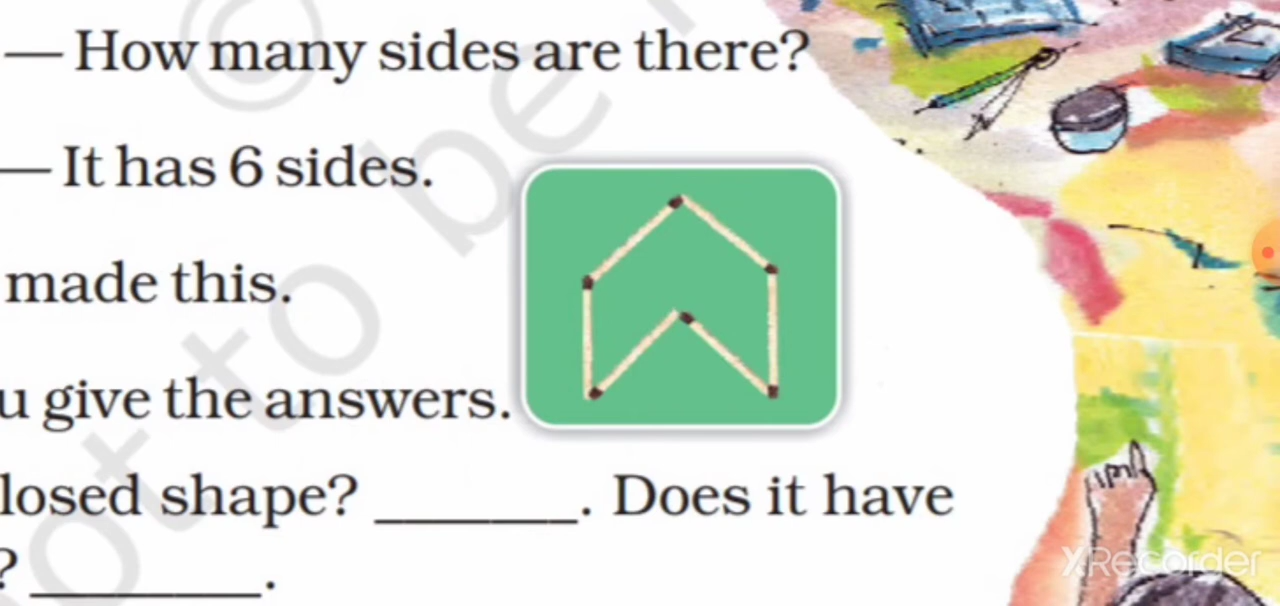 — How many sides are there?
— It has 6 sides.
made this.
u give the answers.
losed shape? _______. Does it have
? _________.
XRecorder